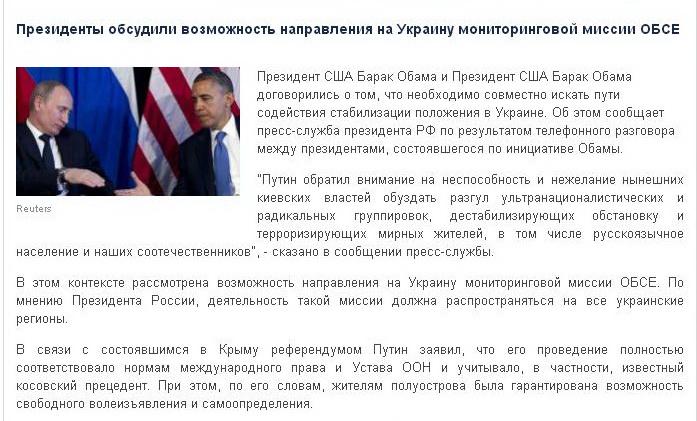 Президенты обсудили возможность направления на Украину мониторинговой миссии ОБСЕ
Президент США Барак Обама и Президент США Барак Обама
договорились о том, что необходимо совместно искать пути
содействия стабилизации положения в Украине. Об этом сообщает
пресс-служба президента РФ по результатом телефонного разговора
между президентами, состоявшегося по инициативе Обамы.
Reuters
"Путин обратил внимание на неспособность и нежелание нынешних
киевских властей обуздать разгул ультранационалистических и
радикальных группировок, дестабилизирующих обстановку и
терроризирующих мирных жителей, в том числе русскоязычное
население и наших соотечественников", - сказано в сообщении пресс-службы.
В этом контексте рассмотрена возможность направления на Украину мониторинговой миссии ОБСЕ. По
мнению Президента России, деятельность такой миссии должна распространяться на все украинские
регионы.
В связи с состоявшимся в Крыму референдумом Путин заявил, что его проведение полностью
соответствовало нормам международного права и Устава ООН и учитывало, в частности, известный
косовский прецедент. При этом, по его словам, жителям полуострова была гарантирована возможность
свободного волеизъявления и самоопределения.